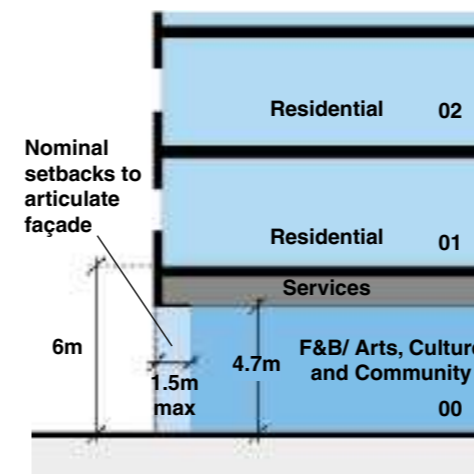 Residential 02
Nominal
setbacks to
articulate
façade
Residential 01
Services
6m
4.7m
F&B/ Arts, Culture
and Community
1.5m
max
00